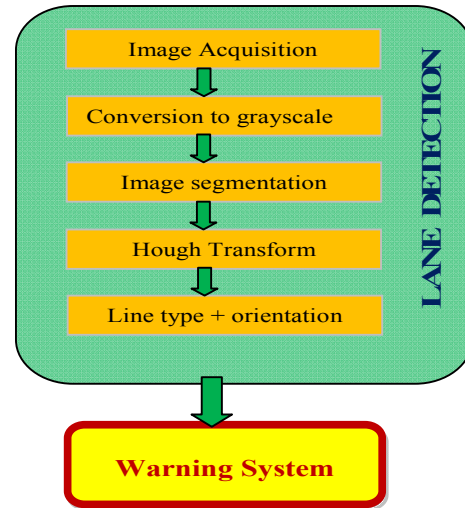 Image Acquisition
Conversion to grayscale
Image segmentation
Hough Transform
Line type + orientation
LANE DETECTION
Warning System